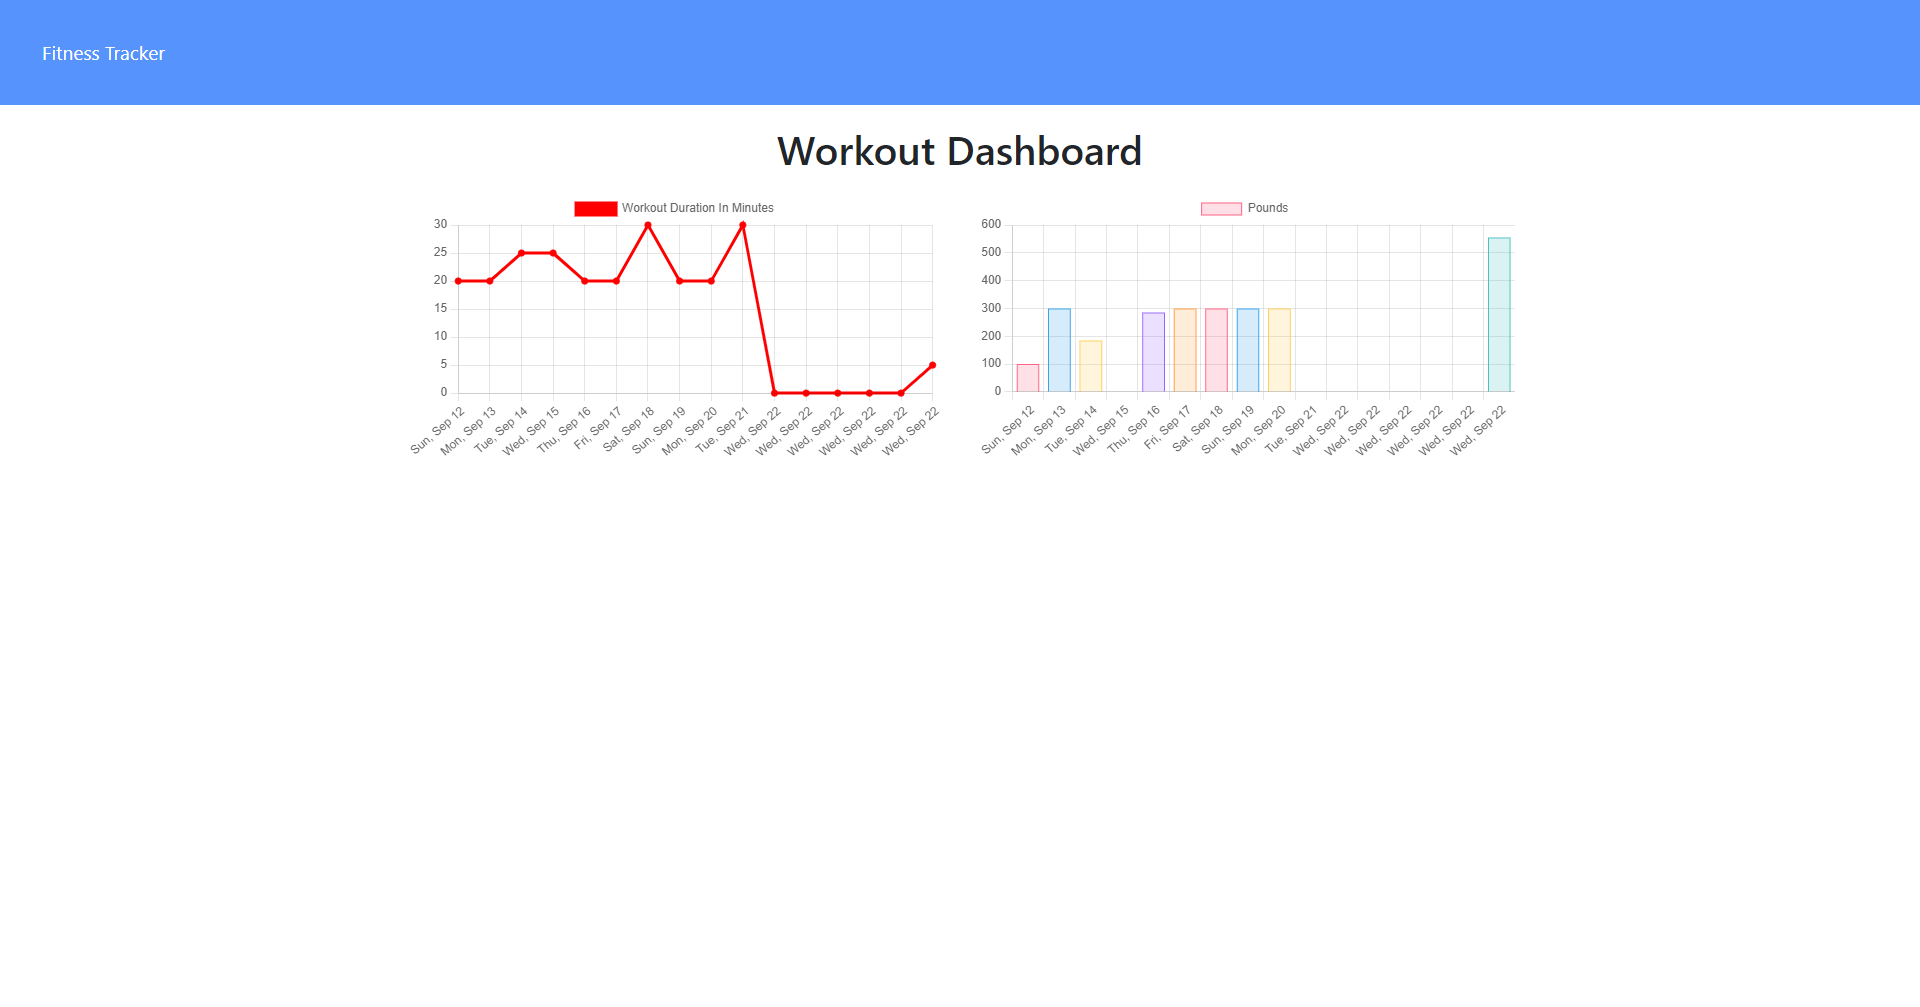 Fitness Tracker
Workout Dashboard
Workout Duration In Minutes
30
25
20
15
10
5
0
Sun, Sep 12
Mon, Sep 13
Tue, Sep 14
Wed, Sep 15
Thu, Sep 16
Fri, Sep 17
Sat, Sep 18
Sun, Sep 19
Mon, Sep 20
Tue, Sep 21
Wed, Sep 22
Wed, Sep 22
Wed, Sep 22
Wed, Sep 22
Wed, Sep 22
Wed, Sep 22
Pounds
600
500
400
300
200
100
0
Sun, Sep 12
Mon, Sep 13
Tue, Sep 14
Wed, Sep 15
Thu, Sep 16
Fri, Sep 17
Sat, Sep 18
Sun, Sep 19
Mon, Sep 20
Tue, Sep 21
Wed, Sep 22
Wed, Sep 22
Wed, Sep 22
Wed, Sep 22
Wed, Sep 22
Wed, Sep 22